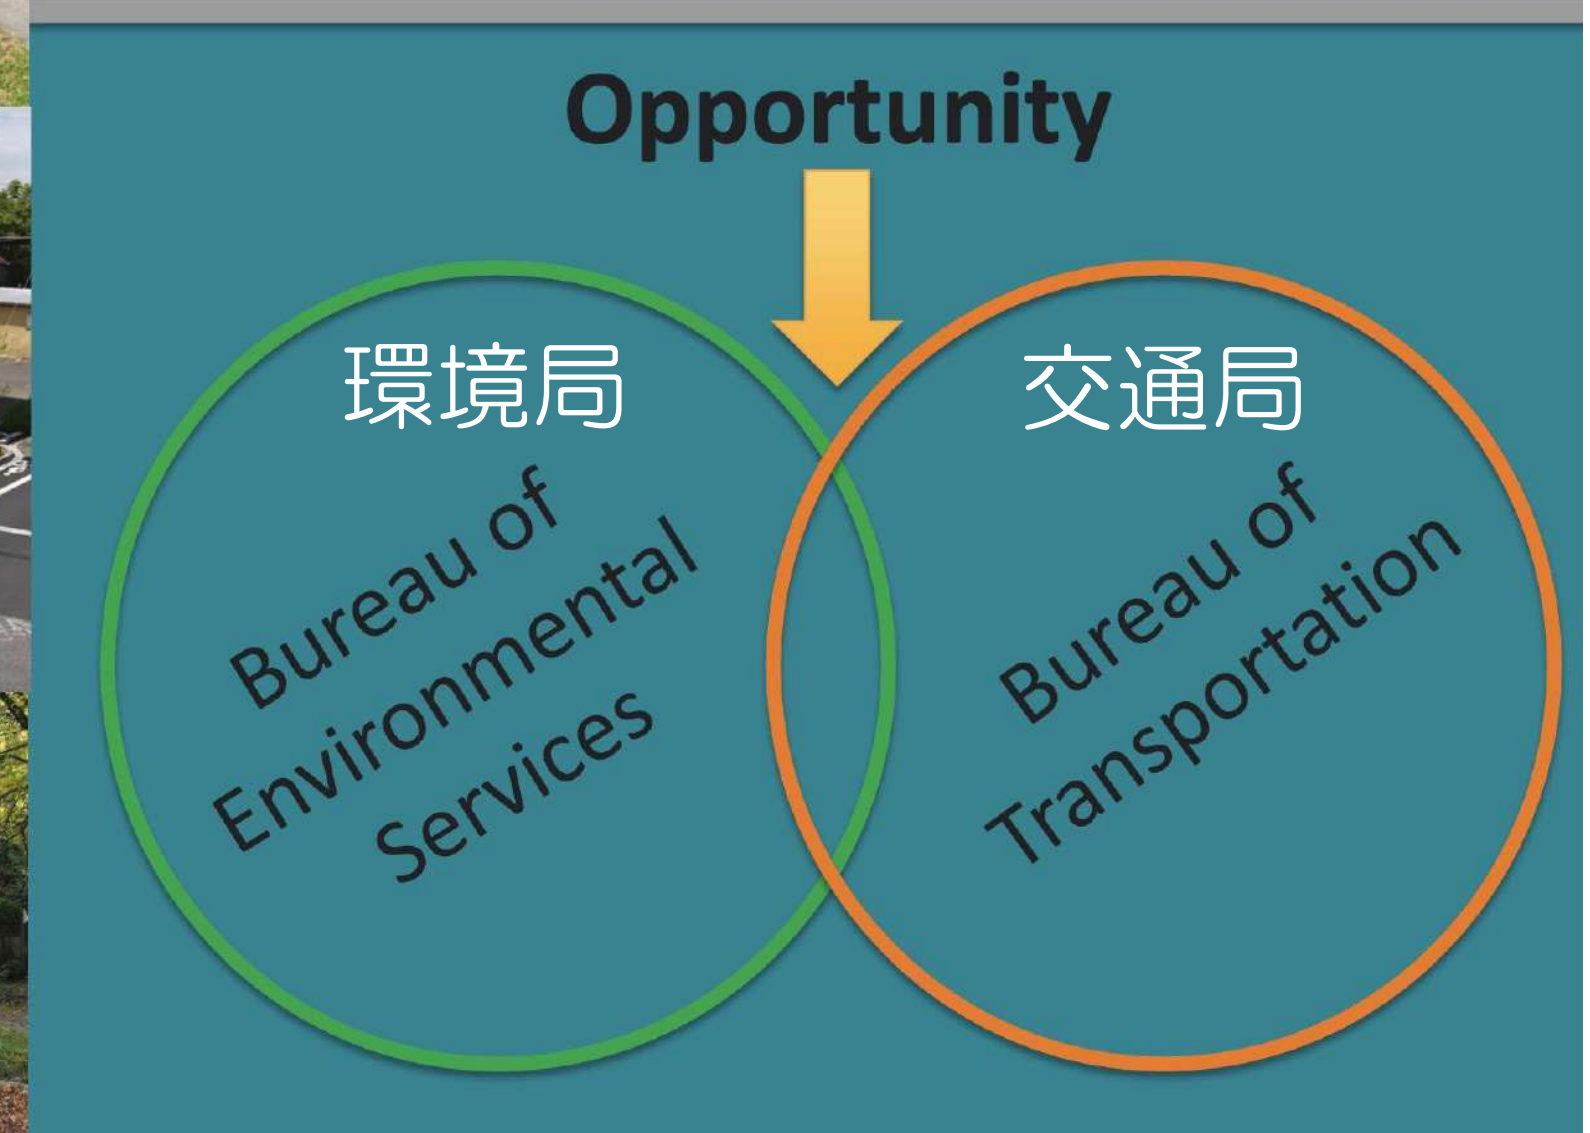 Opportunity
環境局
Bureau of
Environmental
Services
交通局
Bureau of
Transportation